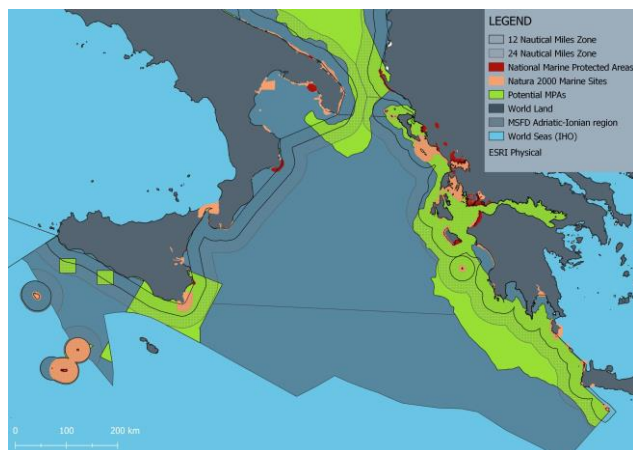 LEGEND
12 Nautical Miles Zone
24 Nautical Miles Zone
National Marine Protected Areas
Natura 2000 Marine Sites
Potential MPAs
World Land
MSFD Adriatic-Ionian region
World Seas (IHO)
ESRI Physical
0 100 200 km